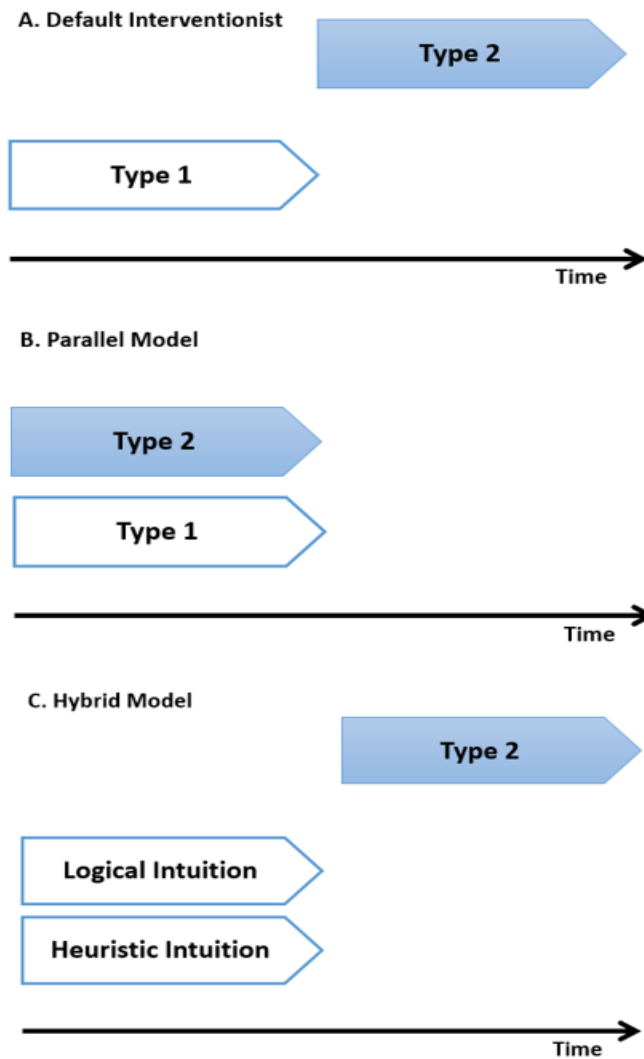 A. Default Interventionist
Type 2
Type 1
Time
B. Parallel Model
Type 2
Type 1
Time
C. Hybrid Model
Type 2
Logical Intuition
Heuristic Intuition
Time